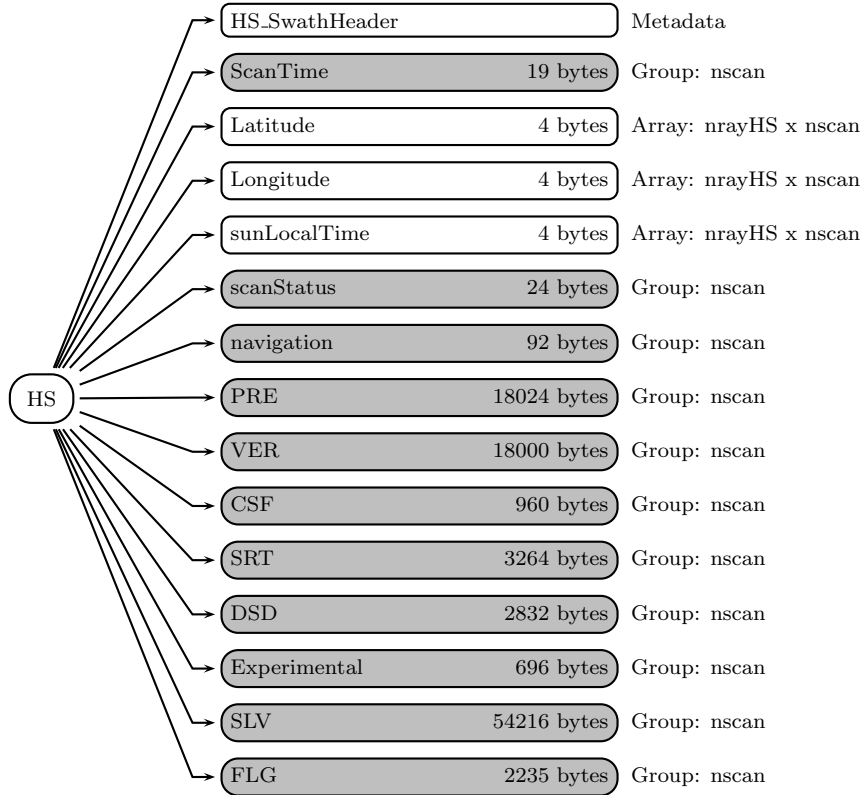 HS_SwathHeader Metadata
ScanTime 19 bytes Group: nscan
Latitude 4 bytes Array: nrayHS x nscan
Longitude 4 bytes Array: nrayHS x nscan
sunLocalTime 4 bytes Array: nrayHS x nscan
scanStatus 24 bytes Group: nscan
navigation 92 bytes Group: nscan
HS
PRE 18024 bytes Group: nscan
VER 18000 bytes Group: nscan
CSF 960 bytes Group: nscan
SRT 3264 bytes Group: nscan
DSD 2832 bytes Group: nscan
Experimental 696 bytes Group: nscan
SLV 54216 bytes Group: nscan
FLG 2235 bytes Group: nscan